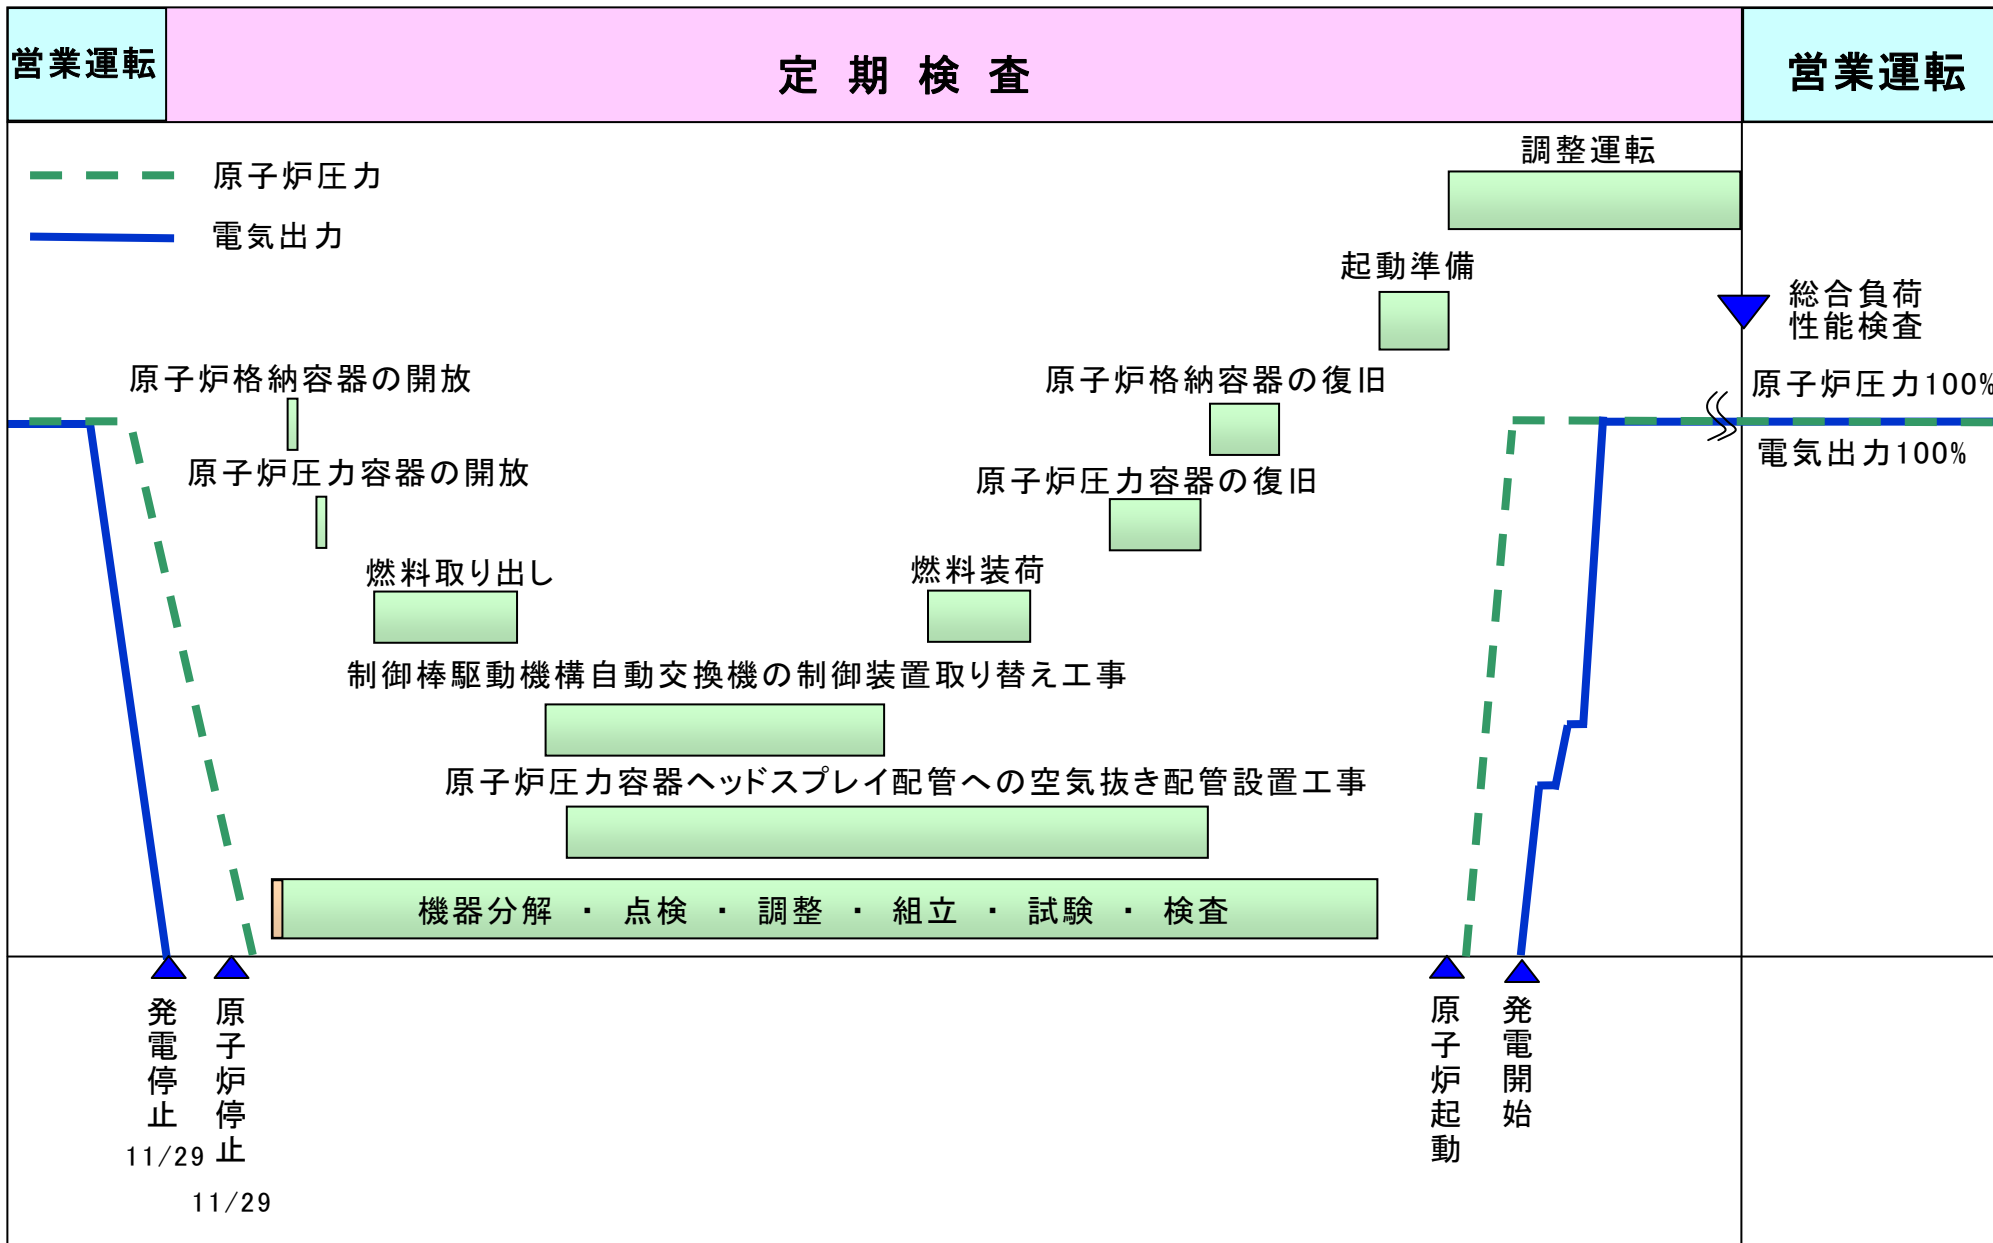 営業運転
定期検査
営業運転
原子炉圧力
電気出力
調整運転
起動準備
総合負荷
性能検査
原子炉格納容器の開放
原子炉格納容器の復旧
原子炉圧力100%
電気出力100%
原子炉圧力容器の開放
原子炉圧力容器の復旧
燃料取り出し
燃料装荷
制御棒駆動機構自動交換機の制御装置取り替え工事
原子炉圧力容器ヘッドスプレイ配管への空気抜き配管設置工事
機器分解 ・ 点検 ・ 調整 ・ 組立 ・ 試験 ・ 検査
発電停止
11/29
原子炉停止
11/29
原子炉起動
発電開始